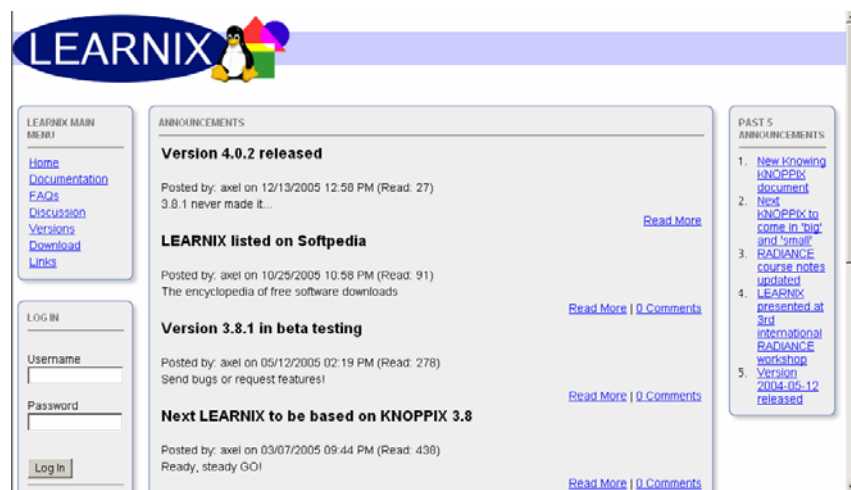 LEARNIX
LEARNIX MAIN
MENU
Home
Documentation
FAQs
Discussion
Versions
Download
Links
LOG IN
Username
Password
Log In
ANNOUNCEMENTS
Version 4.0.2 released
Posted by: axel on 12/13/2005 12:58 PM (Read: 27)
3.8.1 never made it...
Read More
LEARNIX listed on Softpedia
Posted by: axel on 10/25/2005 10:58 PM (Read: 91)
The encyclopedia of free software downloads
Read More | 0 Comments
Version 3.8.1 in beta testing
Posted by: axel on 05/12/2005 02:19 PM (Read: 278)
Send bugs or request features!
Read More | 0 Comments
Next LEARNIX to be based on KNOPPIX 3.8
Posted by: axel on 03/07/2005 09:44 PM (Read: 438)
Ready, steady GO!
Read More | 0 Comments
PAST 5
ANNOUNCEMENTS
1. New Knowing
KNOPPIX
document
2. Next
KNOPPIX to
come in 'big'
and 'small'
3. RADIANCE
course notes
updated
4. LEARNIX
presented at
3rd
international
RADIANCE
workshop
5. Version
2004-05-12
released